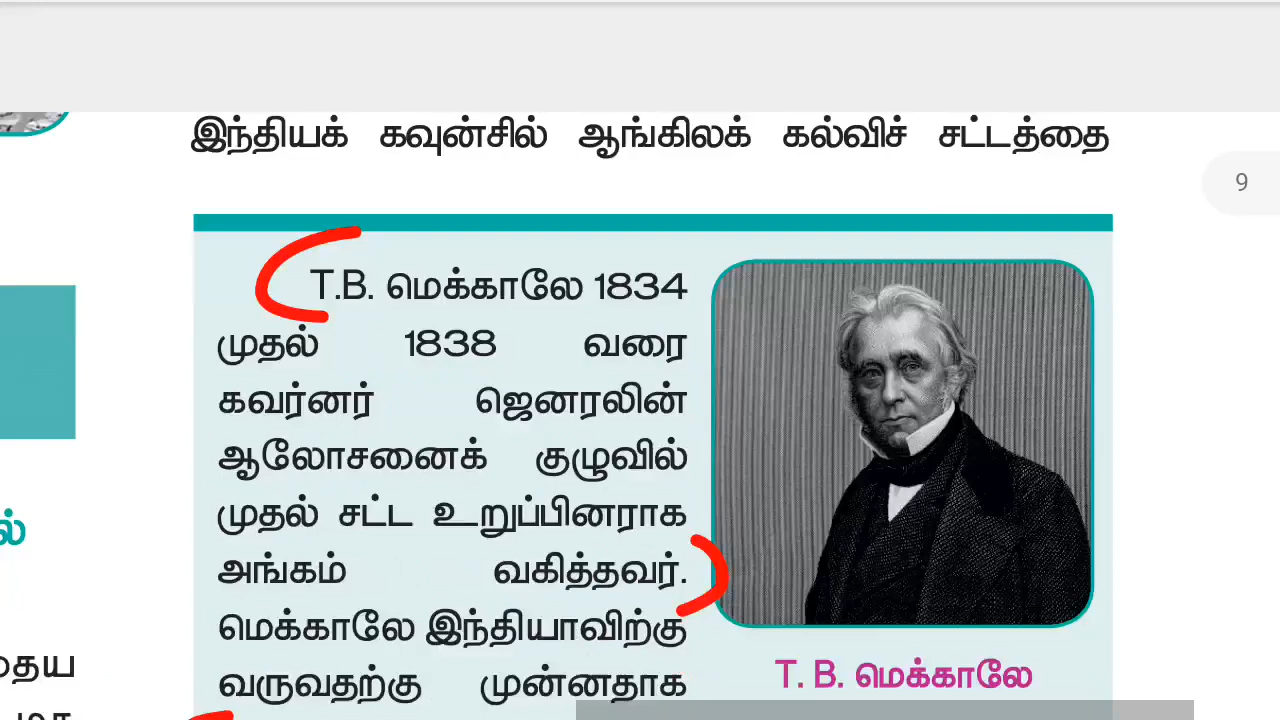 இந்தியக் கவுன்சில் ஆங்கிலக் கல்விச் சட்டத்தை
9
T.B. மெக்காலே 1834
முதல் 1838 வரை
கவர்னர் ஜெனரலின்
ஆலோசனைக் குழுவில்
முதல் சட்ட உறுப்பினராக
அங்கம் வகித்தவர்.
மெக்காலே இந்தியாவிற்கு
வருவதற்கு முன்னதாக
T. B. மெக்காலே
ல்